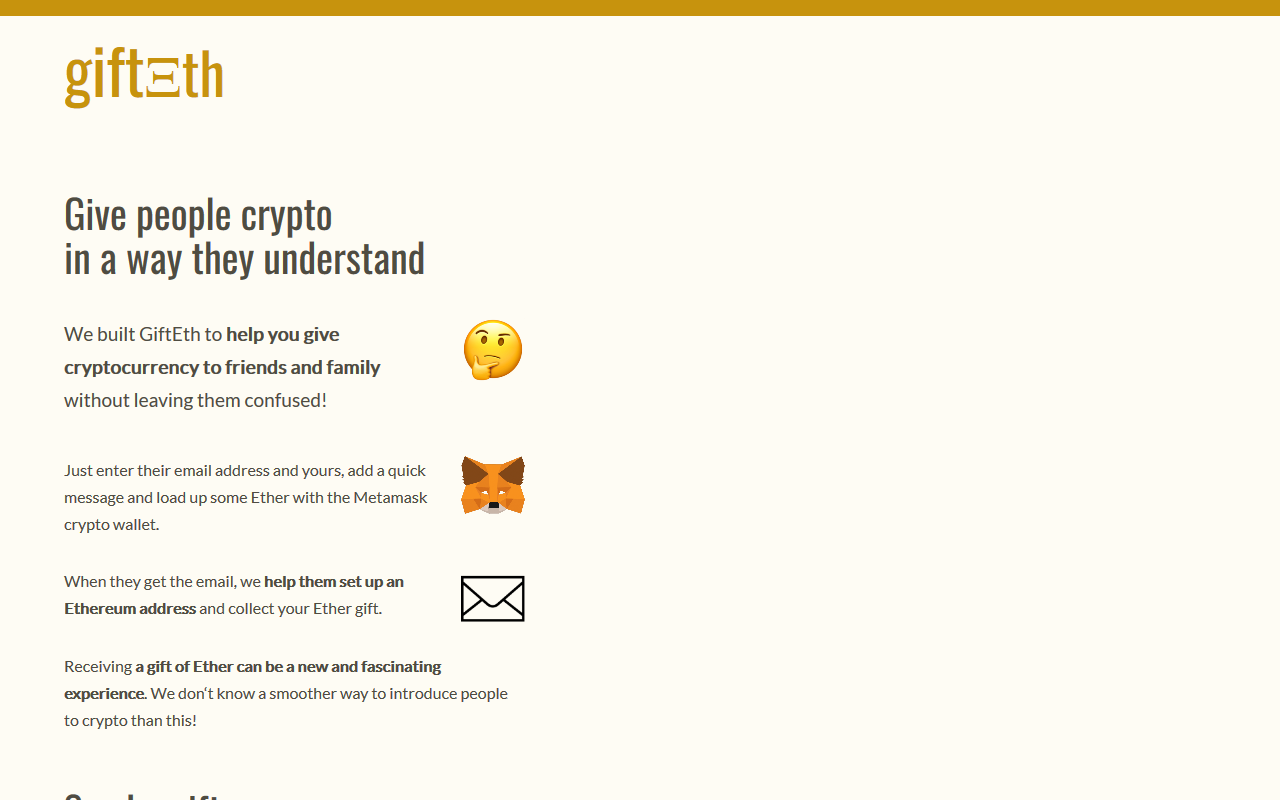 giftΞth
Give people crypto
in a way they understand
We built GiftEth to help you give
cryptocurrency to friends and family
without leaving them confused!
Just enter their email address and yours, add a quick
message and load up some Ether with the Metamask
crypto wallet.
When they get the email, we help them set up an
Ethereum address and collect your Ether gift.
Receiving a gift of Ether can be a new and fascinating
experience. We don‘t know a smoother way to introduce people
to crypto than this!